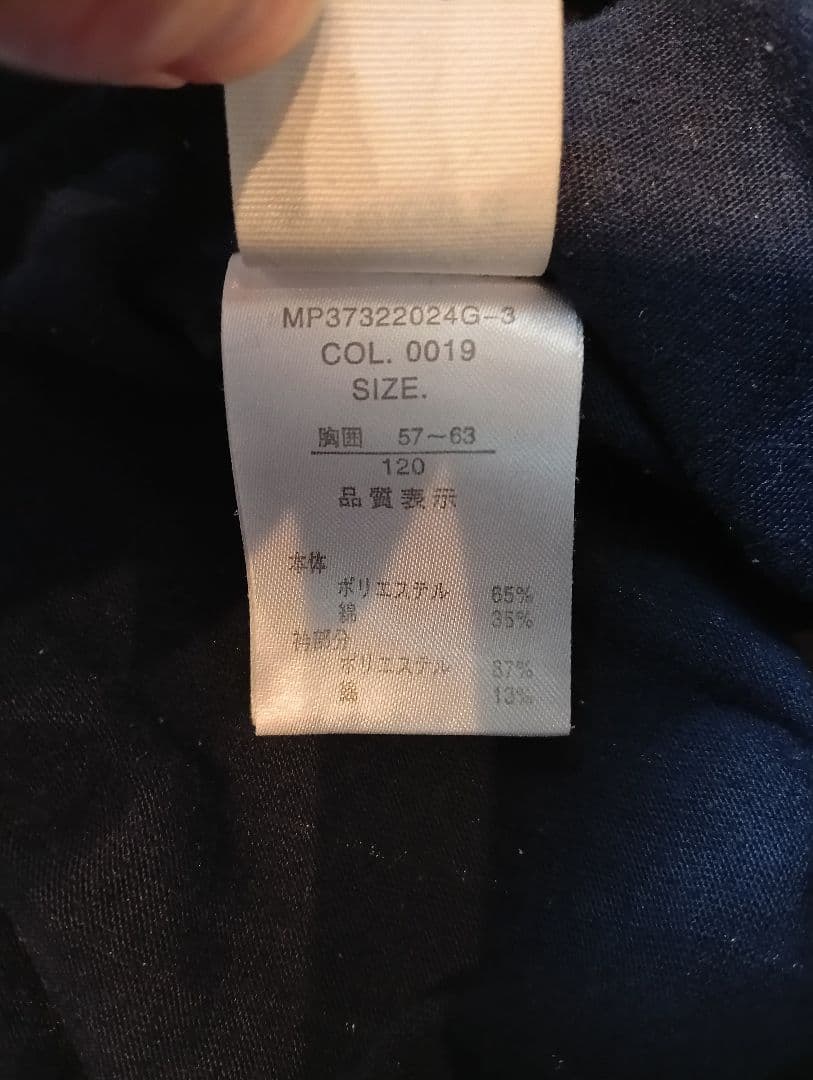 MP37322024G-3
COL. 0019
SIZE.
胸囲 57～63
120
品質表示
本体
ポリエステル 65%
綿 35%
衿部分
ポリエステル 87%
綿 13%